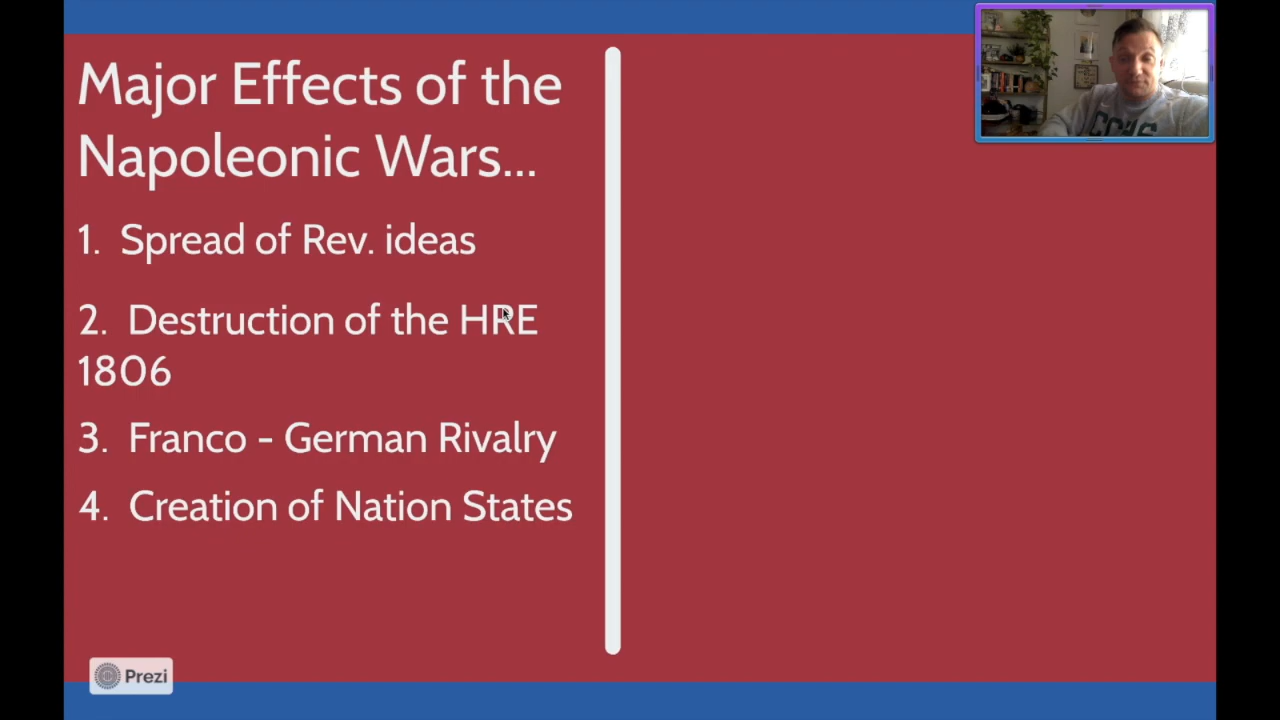 Major Effects of the
Napoleonic Wars...
1. Spread of Rev. ideas
2. Destruction of the HRE
1806
3. Franco - German Rivalry
4. Creation of Nation States
Prezi